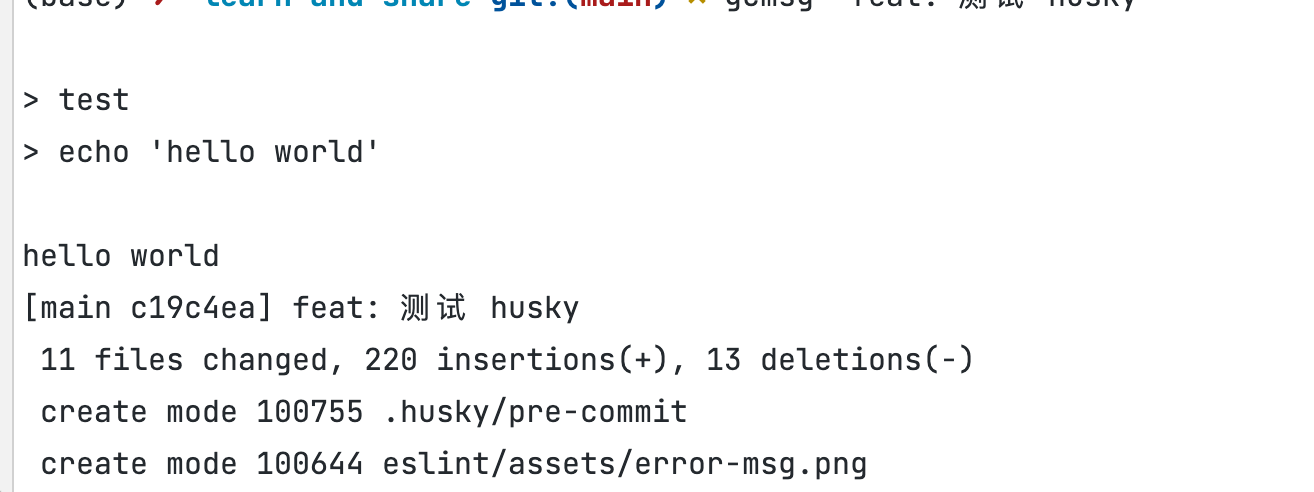 (base) learn-and-share git:(main) ✗ gcmsg "feat: 测试 husky"
> test
> echo 'hello world'
hello world
[main c19c4ea] feat: 测试 husky
11 files changed, 220 insertions(+), 13 deletions(-)
create mode 100755 .husky/pre-commit
create mode 100644 eslint/assets/error-msg.png